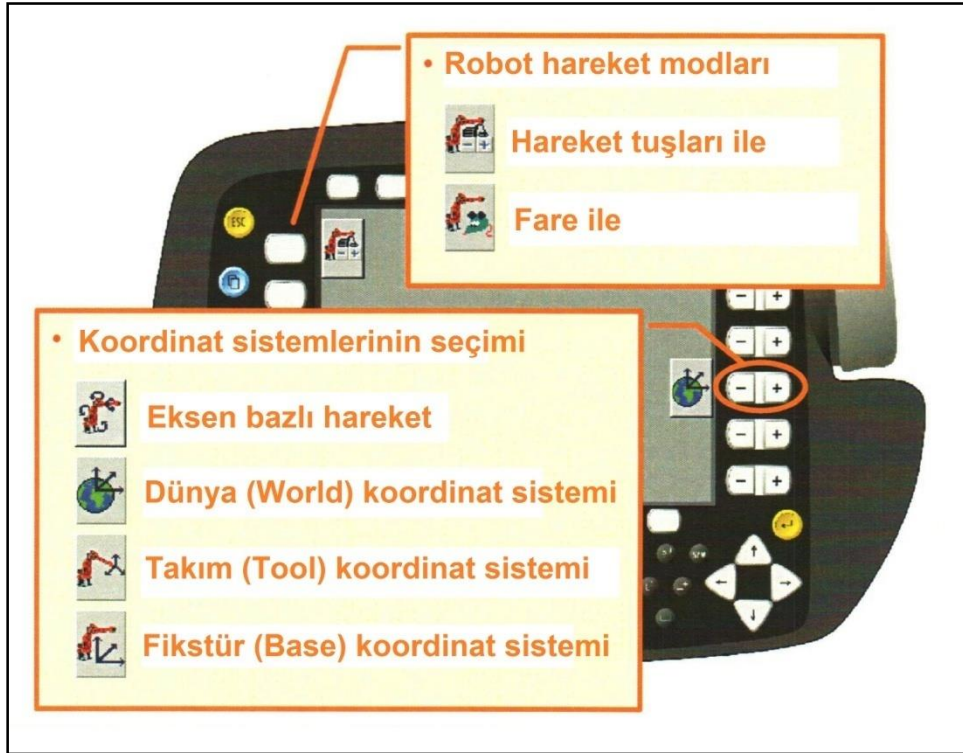 • Robot hareket modları
Hareket tuşları ile
Fare ile
ESC
• Koordinat sistemlerinin seçimi
Eksen bazlı hareket
Dünya (World) koordinat sistemi
Takım (Tool) koordinat sistemi
Fikstür (Base) koordinat sistemi
- +
- +
- +
- +
- +